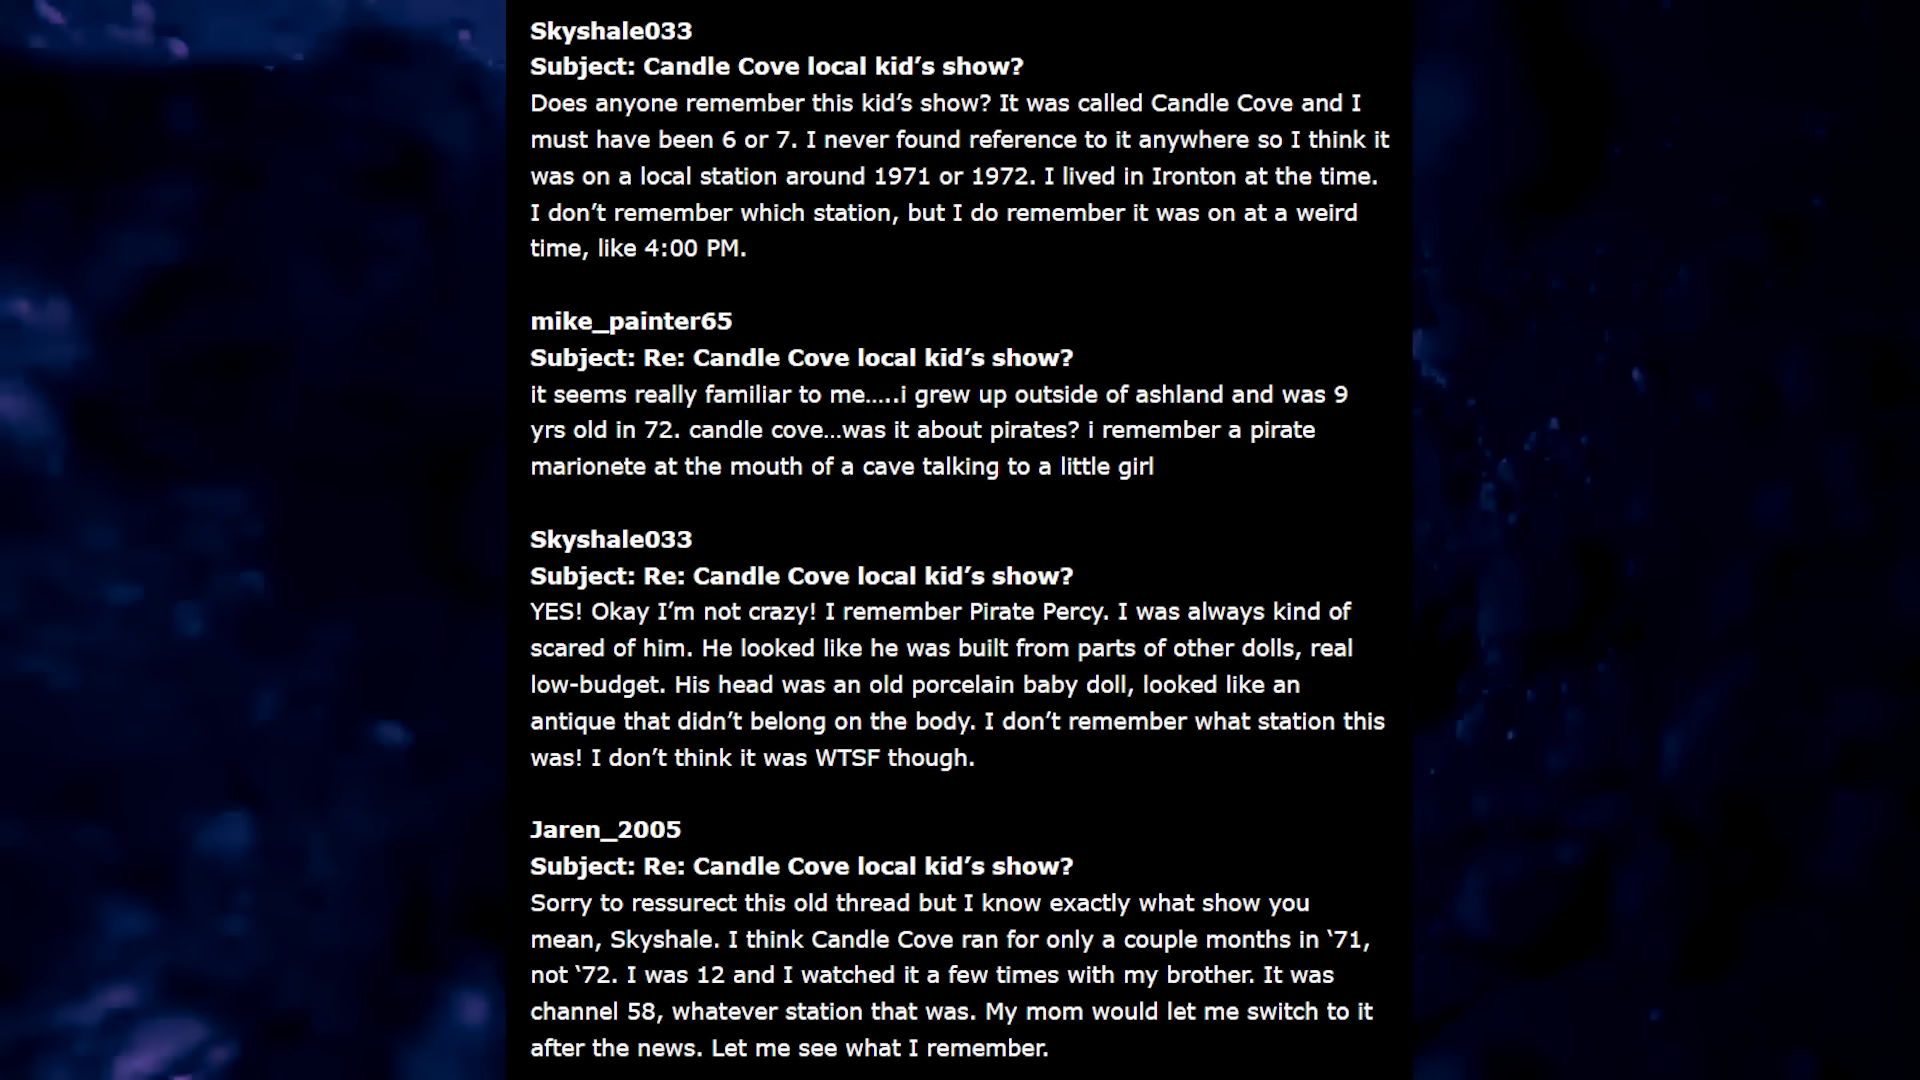 Skyshale033
Subject: Candle Cove local kid’s show?
Does anyone remember this kid’s show? It was called Candle Cove and I
must have been 6 or 7. I never found reference to it anywhere so I think it
was on a local station around 1971 or 1972. I lived in Ironton at the time.
I don’t remember which station, but I do remember it was on at a weird
time, like 4:00 PM.
mike_painter65
Subject: Re: Candle Cove local kid’s show?
it seems really familiar to me…..i grew up outside of ashland and was 9
yrs old in 72. candle cove…was it about pirates? i remember a pirate
marionete at the mouth of a cave talking to a little girl
Skyshale033
Subject: Re: Candle Cove local kid’s show?
YES! Okay I’m not crazy! I remember Pirate Percy. I was always kind of
scared of him. He looked like he was built from parts of other dolls, real
low-budget. His head was an old porcelain baby doll, looked like an
antique that didn’t belong on the body. I don’t remember what station this
was! I don’t think it was WTSF though.
Jaren_2005
Subject: Re: Candle Cove local kid’s show?
Sorry to ressurect this old thread but I know exactly what show you
mean, Skyshale. I think Candle Cove ran for only a couple months in ‘71,
not ‘72. I was 12 and I watched it a few times with my brother. It was
channel 58, whatever station that was. My mom would let me switch to it
after the news. Let me see what I remember.